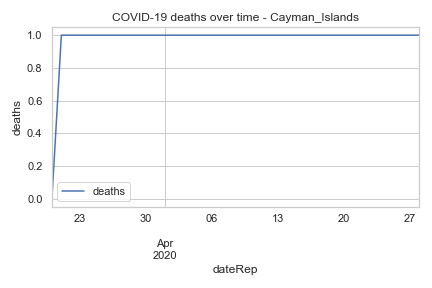 COVID-19 deaths over time - Cayman_Islands
deaths
1.0
0.8
0.6
0.4
0.2
0.0
deaths
23 30 06 13 20 27
Apr
2020
dateRep